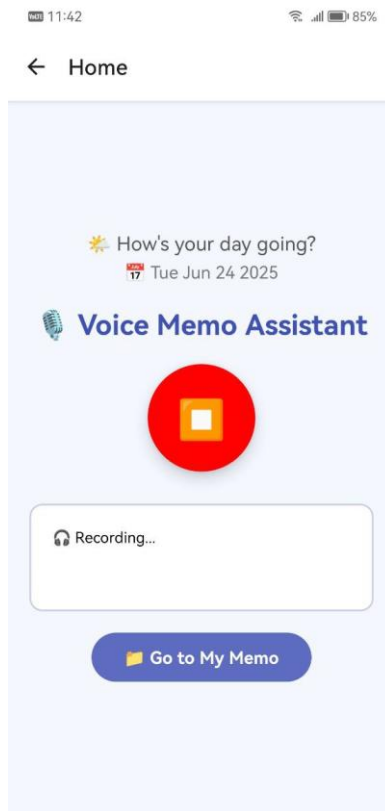 11:42
85%
Home
How's your day going?
Tue Jun 24 2025
Voice Memo Assistant
Recording...
Go to My Memo